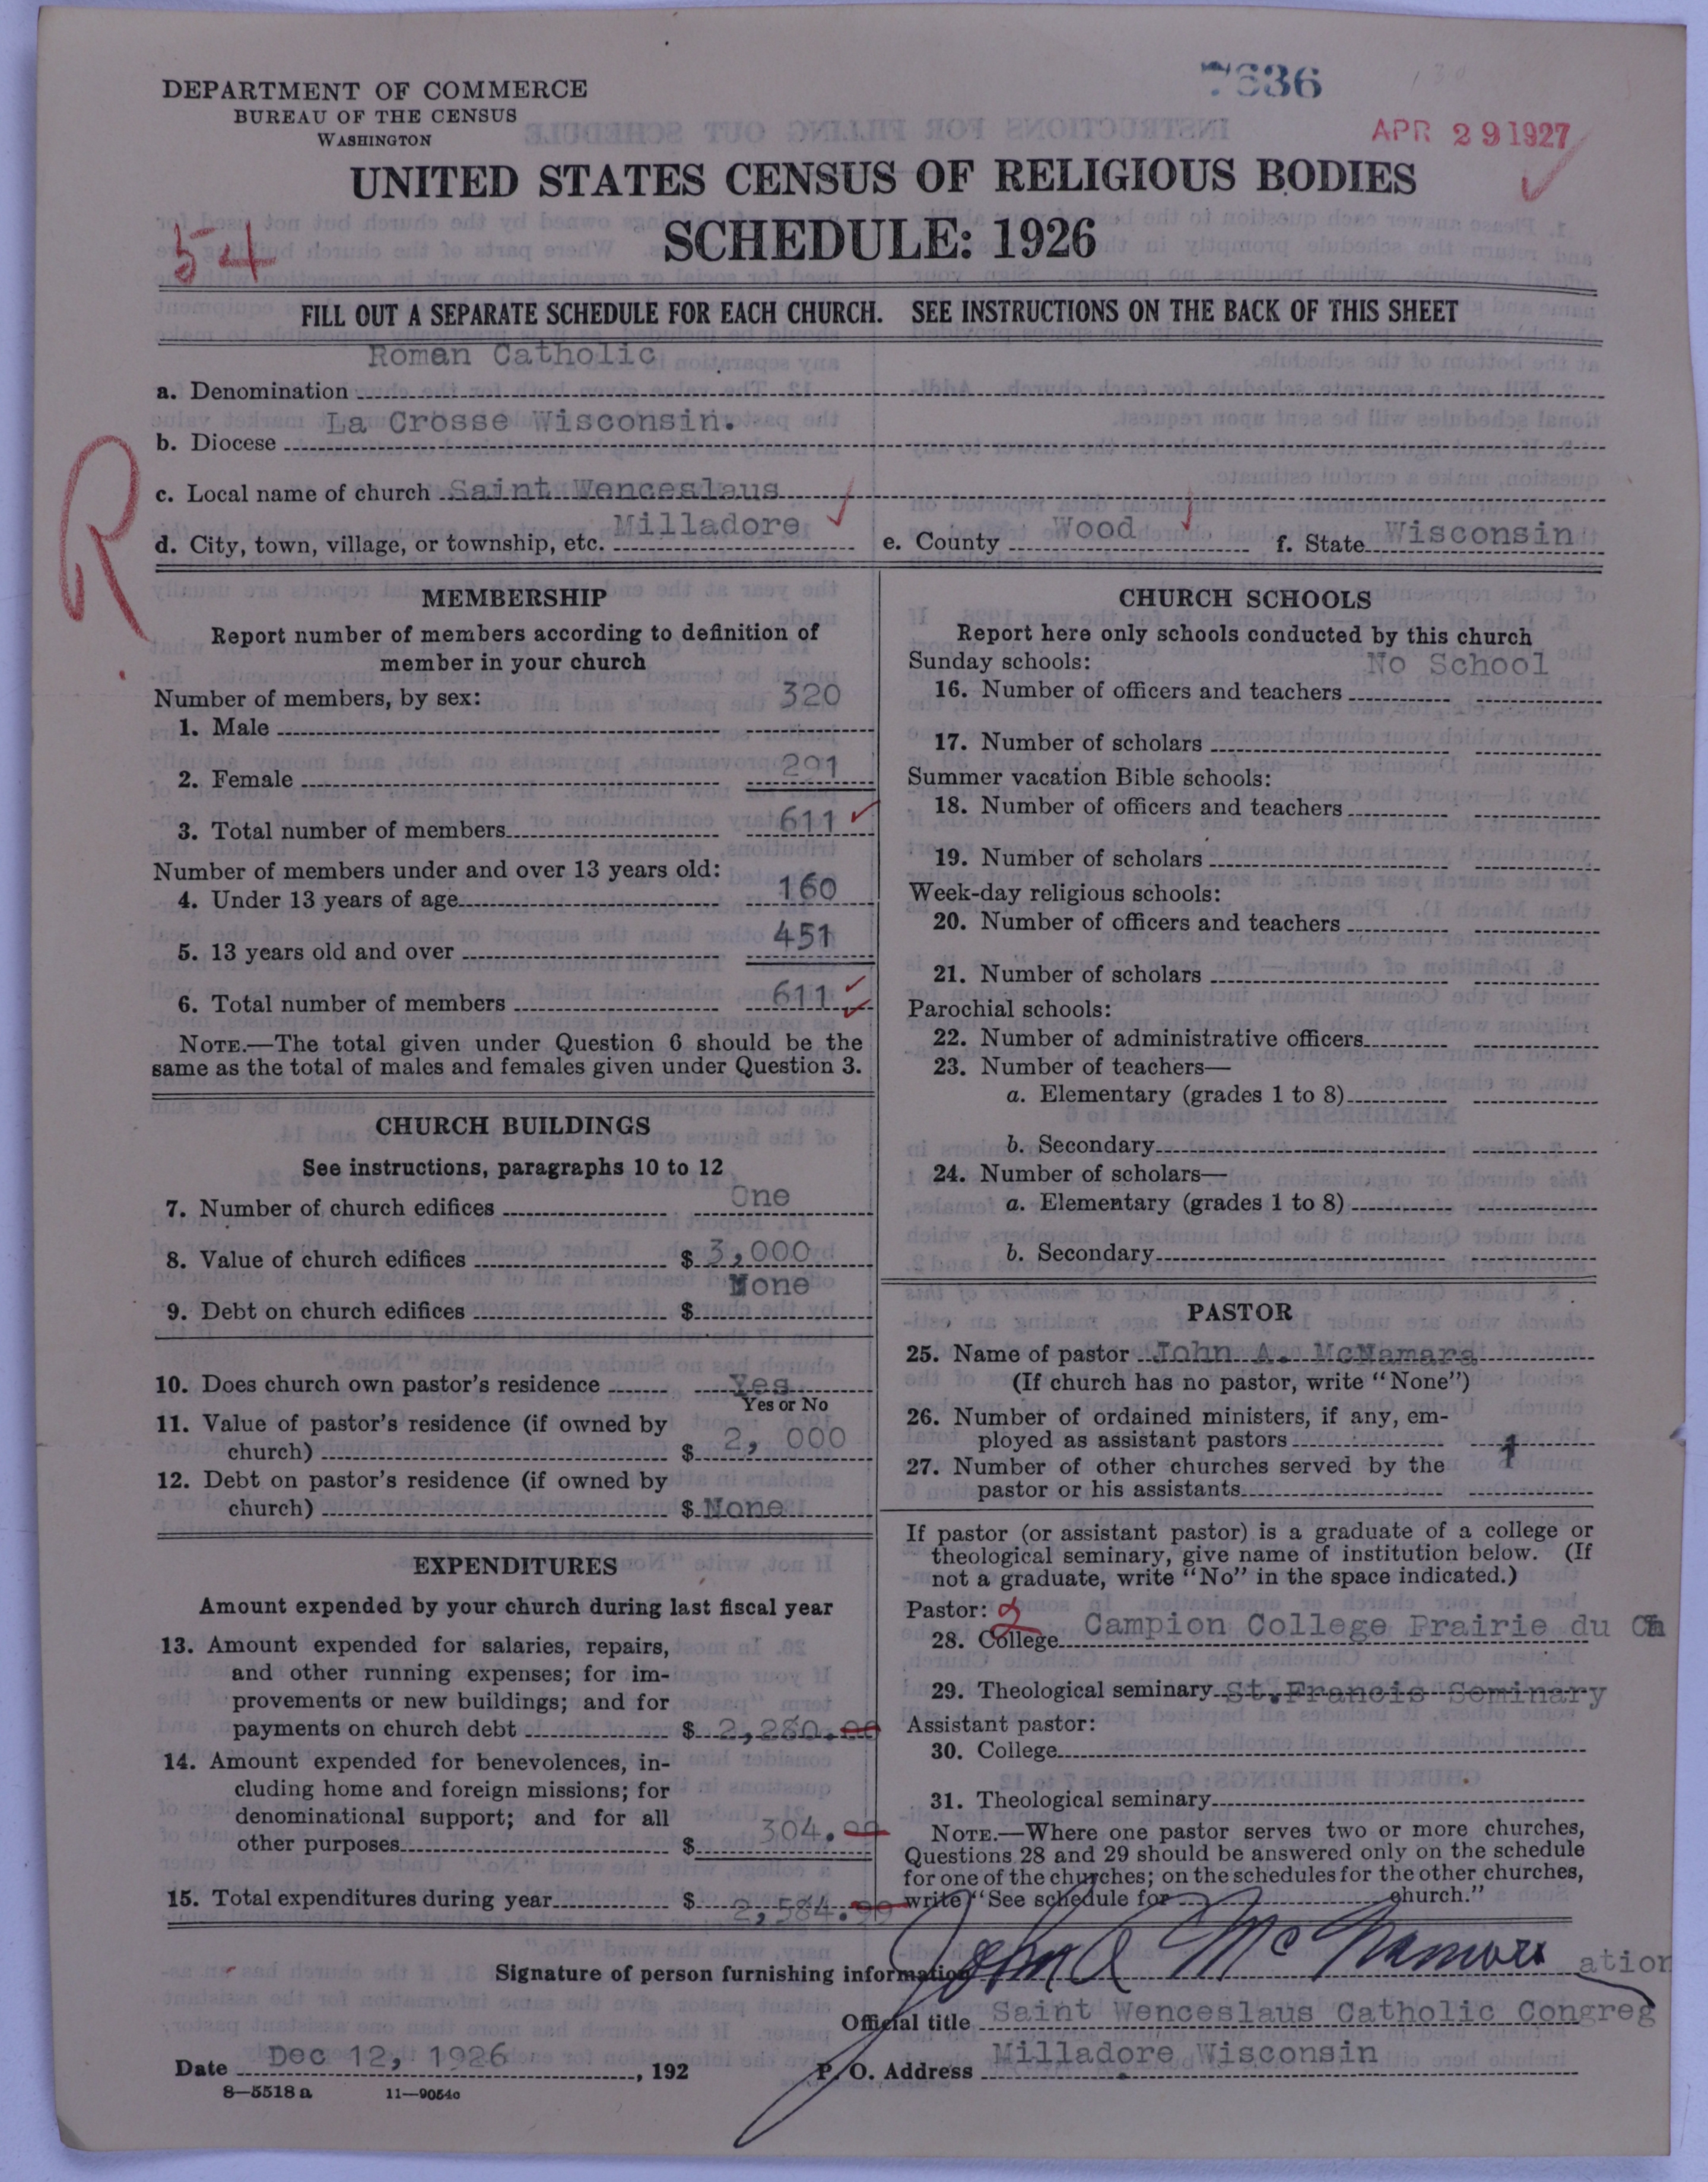 DEPARTMENT OF COMMERCE
BUREAU OF THE CENSUS
WASHINGTON
7636
APR 29 1927
UNITED STATES CENSUS OF RELIGIOUS BODIES
SCHEDULE: 1926
54
FILL OUT A SEPARATE SCHEDULE FOR EACH CHURCH. SEE INSTRUCTIONS ON THE BACK OF THIS SHEET
a. Denomination Roman Catholic
b. Diocese La Crosse Wisconsin.
c. Local name of church Saint Wenceslaus
d. City, town, village, or township, etc. Milladore e. County Wood f. State Wisconsin
R
MEMBERSHIP
Report number of members according to definition of
member in your church
Number of members, by sex:
1. Male 320
2. Female 291
3. Total number of members 611
Number of members under and over 13 years old:
4. Under 13 years of age 160
5. 13 years old and over 451
6. Total number of members 611
NOTE.—The total given under Question 6 should be the
same as the total of males and females given under Question 3.
CHURCH BUILDINGS
See instructions, paragraphs 10 to 12
7. Number of church edifices One
8. Value of church edifices $ 3,000
9. Debt on church edifices $ None
10. Does church own pastor's residence Yes
Yes or No
11. Value of pastor's residence (if owned by
church) $ 2, 000
12. Debt on pastor's residence (if owned by
church) $ None
EXPENDITURES
Amount expended by your church during last fiscal year
13. Amount expended for salaries, repairs,
and other running expenses; for im-
provements or new buildings; and for
payments on church debt $ 2,280.00
14. Amount expended for benevolences, in-
cluding home and foreign missions; for
denominational support; and for all
other purposes $ 304.00
15. Total expenditures during year $ 2,584.00
CHURCH SCHOOLS
Report here only schools conducted by this church
Sunday schools: No School
16. Number of officers and teachers
17. Number of scholars
Summer vacation Bible schools:
18. Number of officers and teachers
19. Number of scholars
Week-day religious schools:
20. Number of officers and teachers
21. Number of scholars
Parochial schools:
22. Number of administrative officers
23. Number of teachers—
a. Elementary (grades 1 to 8)
b. Secondary
24. Number of scholars—
a. Elementary (grades 1 to 8)
b. Secondary
PASTOR
25. Name of pastor John A. McNamara
(If church has no pastor, write "None")
26. Number of ordained ministers, if any, em-
ployed as assistant pastors 1
27. Number of other churches served by the
pastor or his assistants
If pastor (or assistant pastor) is a graduate of a college or
theological seminary, give name of institution below. (If
not a graduate, write "No" in the space indicated.)
Pastor: 2
28. College Campion College Prairie du Ch
29. Theological seminary St.Francis Seminary
Assistant pastor:
30. College
31. Theological seminary
NOTE.—Where one pastor serves two or more churches,
Questions 28 and 29 should be answered only on the schedule
for one of the churches; on the schedules for the other churches,
write "See schedule for church."
Signature of person furnishing information John A McNamara
ation
Official title Saint Wenceslaus Catholic Congreg
Date Dec 12, 1926, 192 P. O. Address Milladore Wisconsin
8—5518 a 11—9054c